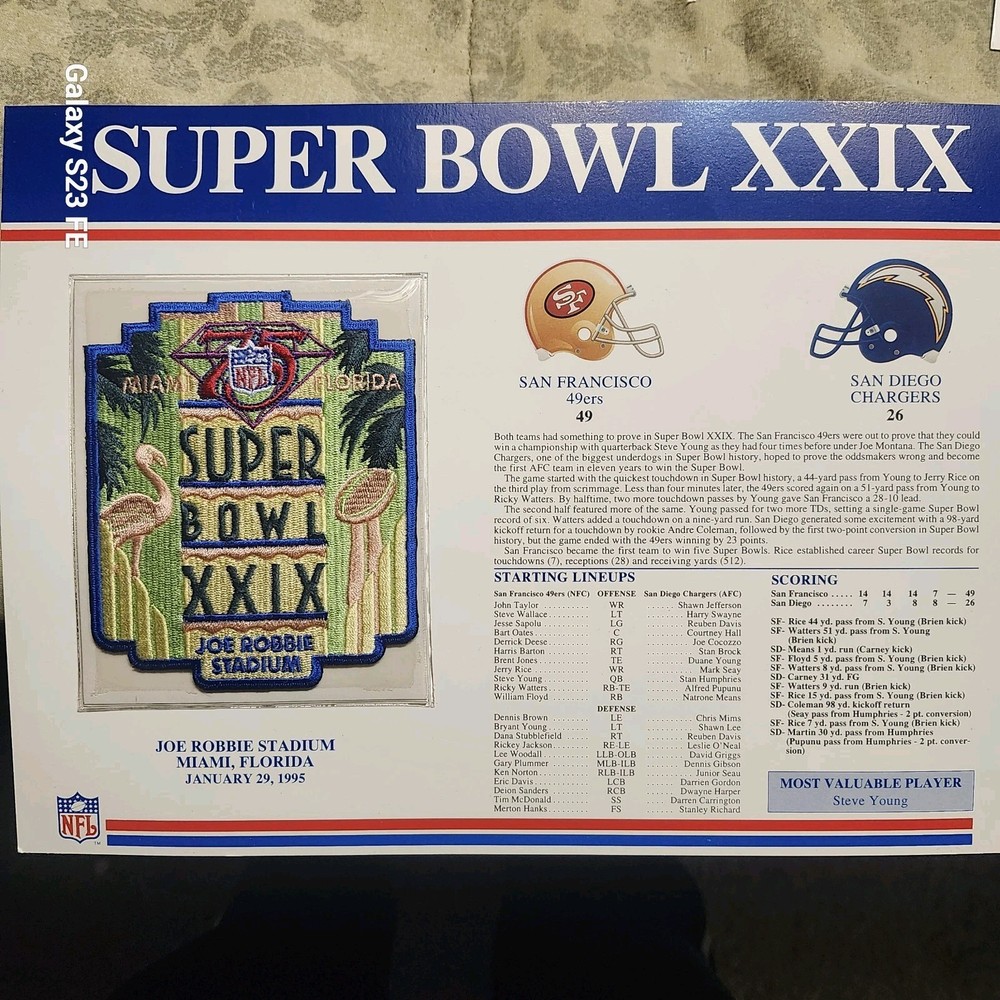 Galaxy S23 FE
SUPER BOWL XXIX
75
NFL
MIAMI FLORIDA
SUPER
BOWL
XXIX
JOE ROBBIE
STADIUM
JOE ROBBIE STADIUM
MIAMI, FLORIDA
JANUARY 29, 1995
SF
SAN FRANCISCO
49ers
49
SAN DIEGO
CHARGERS
26
Both teams had something to prove in Super Bowl XXIX. The San Francisco 49ers were out to prove that they could
win a championship with quarterback Steve Young as they had four times before under Joe Montana. The San Diego
Chargers, one of the biggest underdogs in Super Bowl history, hoped to prove the oddsmakers wrong and become
the first AFC team in eleven years to win the Super Bowl.
The game started with the quickest touchdown in Super Bowl history, a 44-yard pass from Young to Jerry Rice on
the third play from scrimmage. Less than four minutes later, the 49ers scored again on a 51-yard pass from Young to
Ricky Watters. By halftime, two more touchdown passes by Young gave San Francisco a 28-10 lead.
The second half featured more of the same. Young passed for two more TDs, setting a single-game Super Bowl
record of six. Watters added a touchdown on a nine-yard run. San Diego generated some excitement with a 98-yard
kickoff return for a touchdown by rookie Andre Coleman, followed by the first two-point conversion in Super Bowl
history, but the game ended with the 49ers winning by 23 points.
San Francisco became the first team to win five Super Bowls. Rice established career Super Bowl records for
touchdowns (7), receptions (28) and receiving yards (512).
STARTING LINEUPS
San Francisco 49ers (NFC) OFFENSE San Diego Chargers (AFC)
John Taylor WR Shawn Jefferson
Steve Wallace LT Harry Swayne
Jesse Sapolu LG Reuben Davis
Bart Oates C Courtney Hall
Derrick Deese RG Joe Cocozzo
Harris Barton RT Stan Brock
Brent Jones TE Duane Young
Jerry Rice WR Mark Seay
Steve Young QB Stan Humphries
Ricky Watters RB-TE Alfred Pupunu
William Floyd RB Natrone Means
DEFENSE
Dennis Brown LE Chris Mims
Bryant Young LT Shawn Lee
Dana Stubblefield RT Reuben Davis
Rickey Jackson RE-LE Leslie O'Neal
Lee Woodall LLB-OLB David Griggs
Gary Plummer MLB-ILB Dennis Gibson
Ken Norton RLB-ILB Junior Seau
Eric Davis LCB Darrien Gordon
Deion Sanders RCB Dwayne Harper
Tim McDonald SS Darren Carrington
Merton Hanks FS Stanley Richard
SCORING
San Francisco ..... 14 14 14 7 — 49
San Diego ........ 7 3 8 8 — 26
SF- Rice 44 yd. pass from S. Young (Brien kick)
SF- Watters 51 yd. pass from S. Young
(Brien kick)
SD- Means 1 yd. run (Carney kick)
SF- Floyd 5 yd. pass from S. Young (Brien kick)
SF- Watters 8 yd. pass from S. Young (Brien kick)
SD- Carney 31 yd. FG
SF- Watters 9 yd. run (Brien kick)
SF- Rice 15 yd. pass from S. Young (Brien kick)
SD- Coleman 98 yd. kickoff return
(Seay pass from Humphries - 2 pt. conversion)
SF- Rice 7 yd. pass from S. Young (Brien kick)
SD- Martin 30 yd. pass from Humphries
(Pupunu pass from Humphries - 2 pt. conver-
sion)
MOST VALUABLE PLAYER
Steve Young
NFL
TM